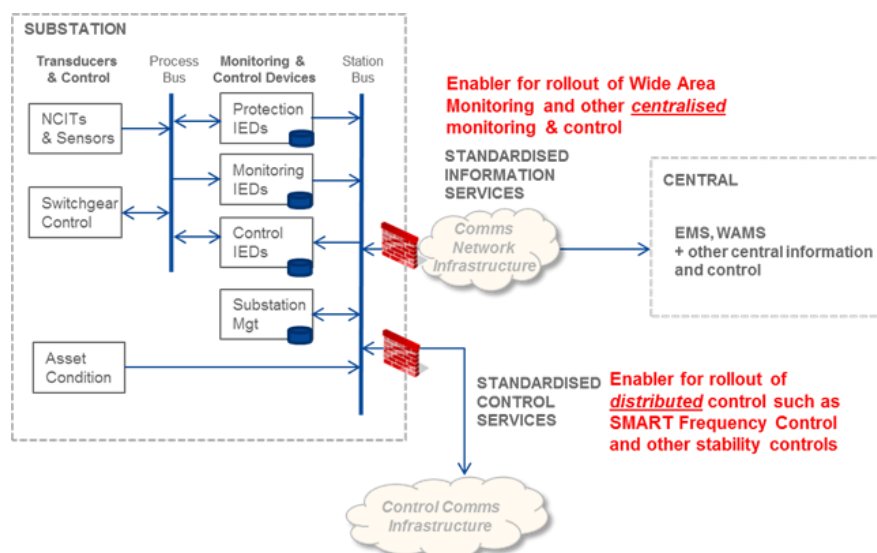 SUBSTATION
Transducers
& Control
Process
Bus
Monitoring &
Control Devices
Station
Bus
NCITs
& Sensors
Switchgear
Control
Asset
Condition
Protection
IEDs
Monitoring
IEDs
Control
IEDs
Substation
Mgt
Enabler for rollout of Wide Area
Monitoring and other centralised
monitoring & control
STANDARDISED
INFORMATION
SERVICES
Comms
Network
Infrastructure
CENTRAL
EMS, WAMS
+ other central information
and control
STANDARDISED
CONTROL
SERVICES
Enabler for rollout of
distributed control such as
SMART Frequency Control
and other stability controls
Control Comms
Infrastructure